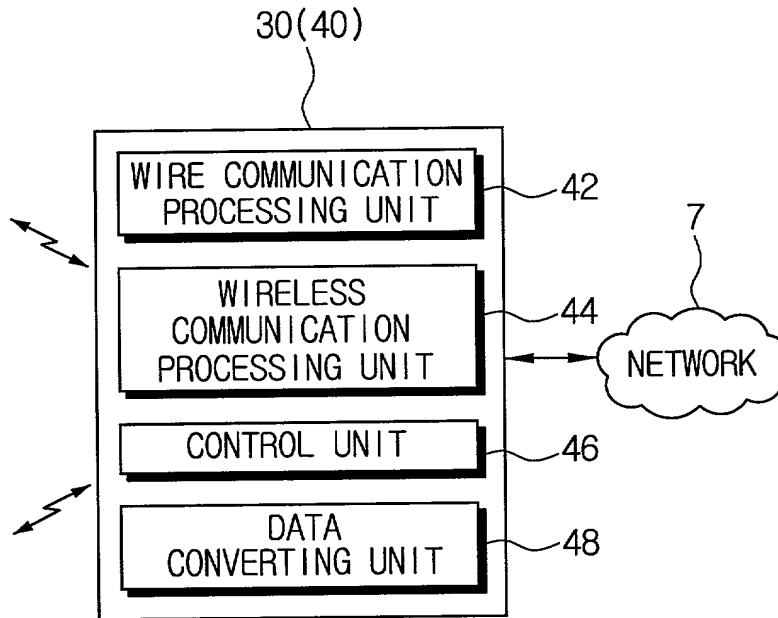 30(40)
WIRE COMMUNICATION
PROCESSING UNIT
42
7
WIRELESS
COMMUNICATION
PROCESSING UNIT
44
NETWORK
CONTROL UNIT
46
DATA
CONVERTING UNIT
48